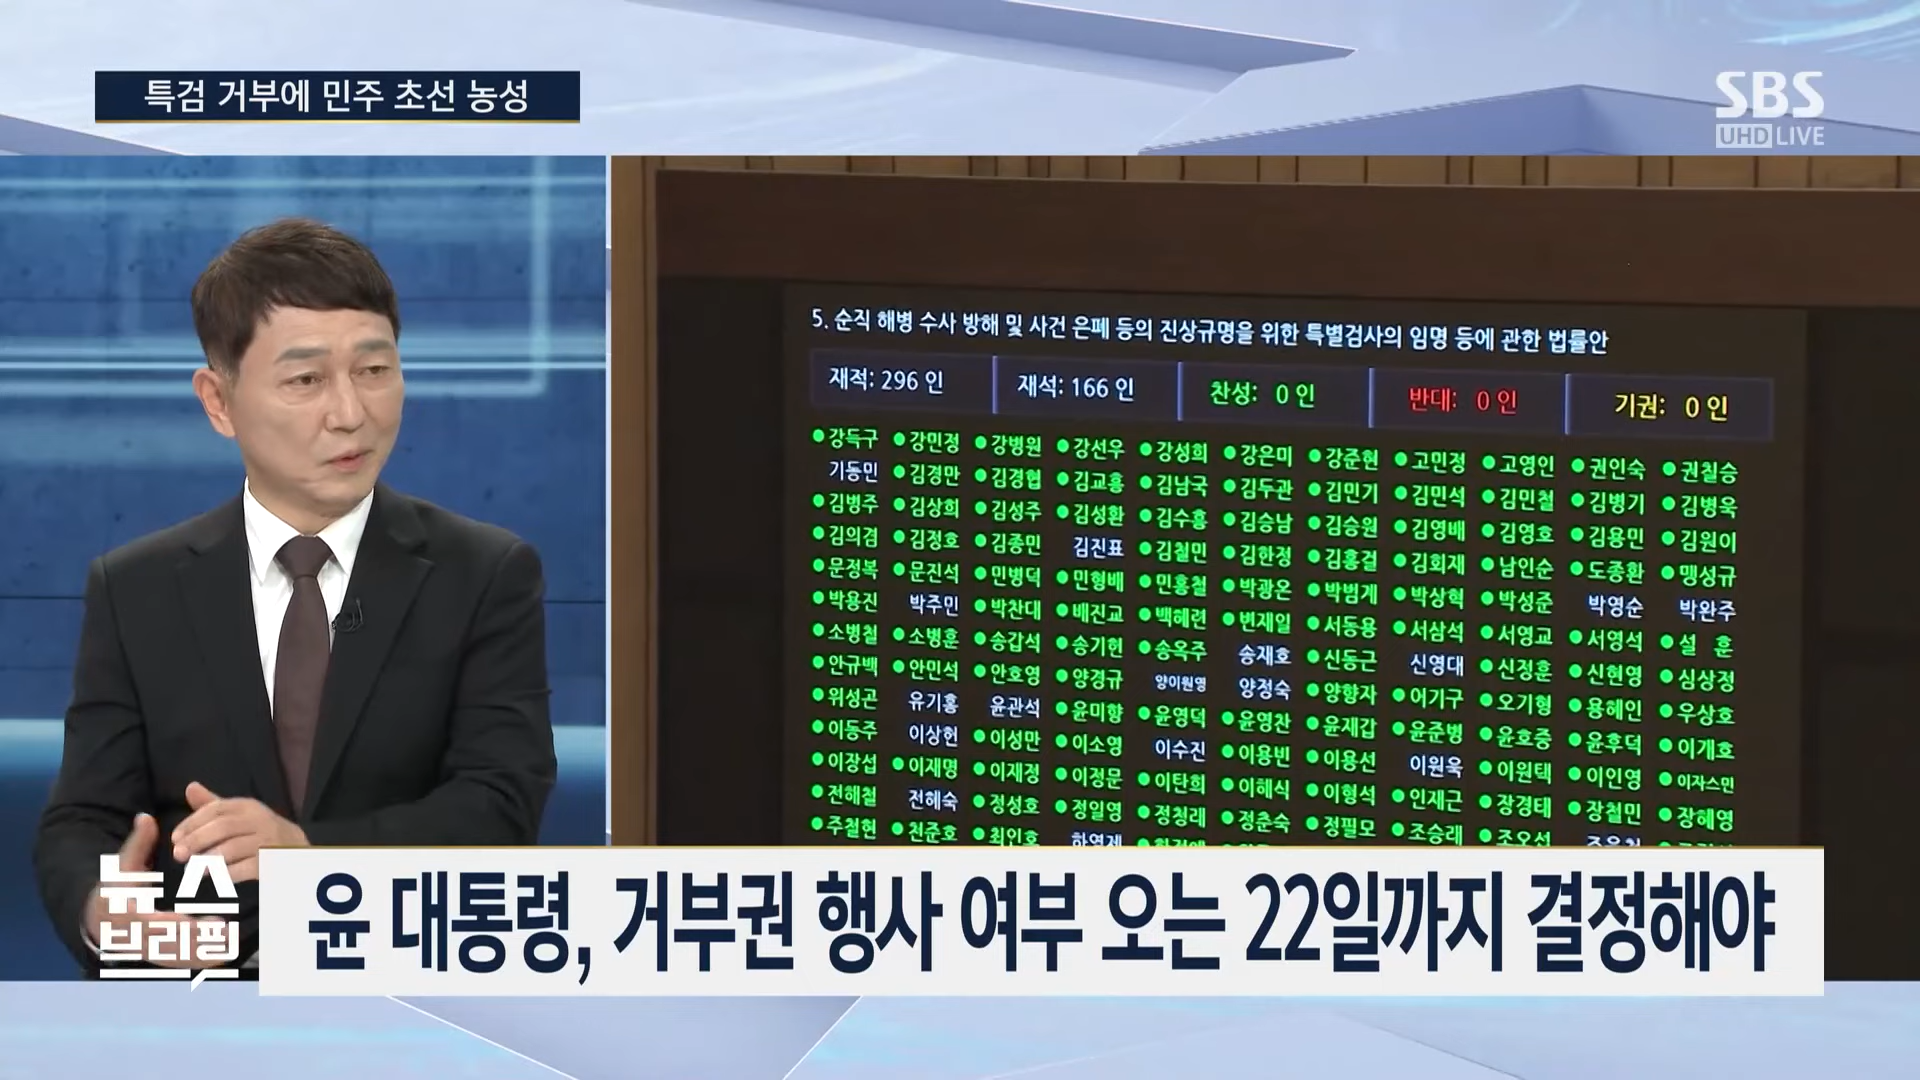 특검 거부에 민주 초선 농성
SBS
UHD LIVE
5. 순직 해병 수사 방해 및 사건 은폐 등의 진상규명을 위한 특별검사의 임명 등에 관한 법률안
재적: 296 인 재석: 166 인 찬성: 0 인 반대: 0 인 기권: 0 인
강득구 강민정 강병원 강선우 강성희 강은미 강준현 고민정 고영인 권인숙 권칠승
기동민 김경만 김경협 김교흥 김남국 김두관 김민기 김민석 김민철 김병기 김병욱
김병주 김상희 김성주 김성환 김수흥 김승남 김승원 김영배 김영호 김용민 김원이
김의겸 김정호 김종민 김진표 김철민 김한정 김홍걸 김회재 남인순 도종환 맹성규
문정복 문진석 민병덕 민형배 민홍철 박광온 박범계 박상혁 박성준 박영순 박완주
박용진 박주민 박찬대 배진교 백혜련 변재일 서동용 서삼석 서영교 서영석 설 훈
소병철 소병훈 송갑석 송기헌 송옥주 송재호 신동근 신영대 신정훈 신현영 심상정
안규백 안민석 안호영 양경규 양이원영 양정숙 양향자 어기구 오기형 용혜인 우상호
위성곤 유기홍 윤관석 윤미향 윤영덕 윤영찬 윤재갑 윤준병 윤호중 윤후덕 이개호
이동주 이상헌 이성만 이소영 이수진 이용빈 이용선 이원욱 이원택 이인영 이자스민
이장섭 이재명 이재정 이정문 이탄희 이해식 이형석 인재근 장경태 장철민 장혜영
전해철 전혜숙 정성호 정일영 정청래 정춘숙 정필모 조승래 조오섭
주철현 천준호 최인호
뉴스
브리핑
윤 대통령, 거부권 행사 여부 오는 22일까지 결정해야